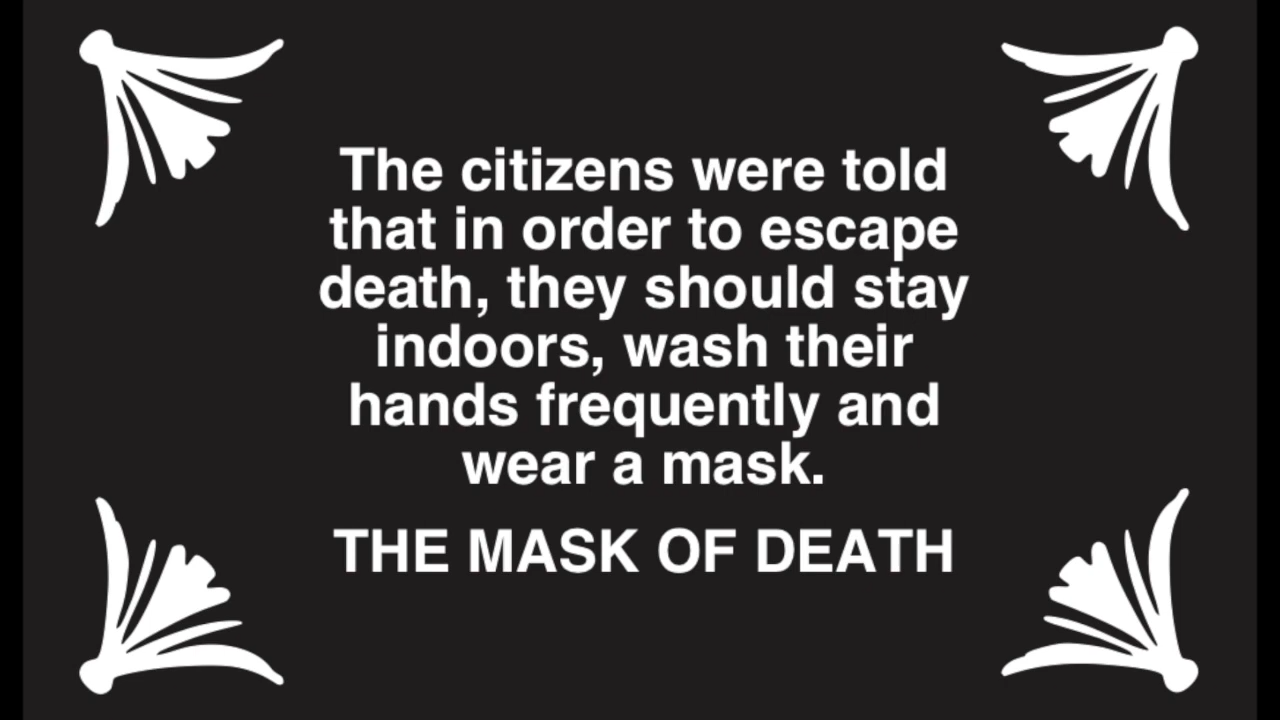 The citizens were told
that in order to escape
death, they should stay
indoors, wash their
hands frequently and
wear a mask.
THE MASK OF DEATH